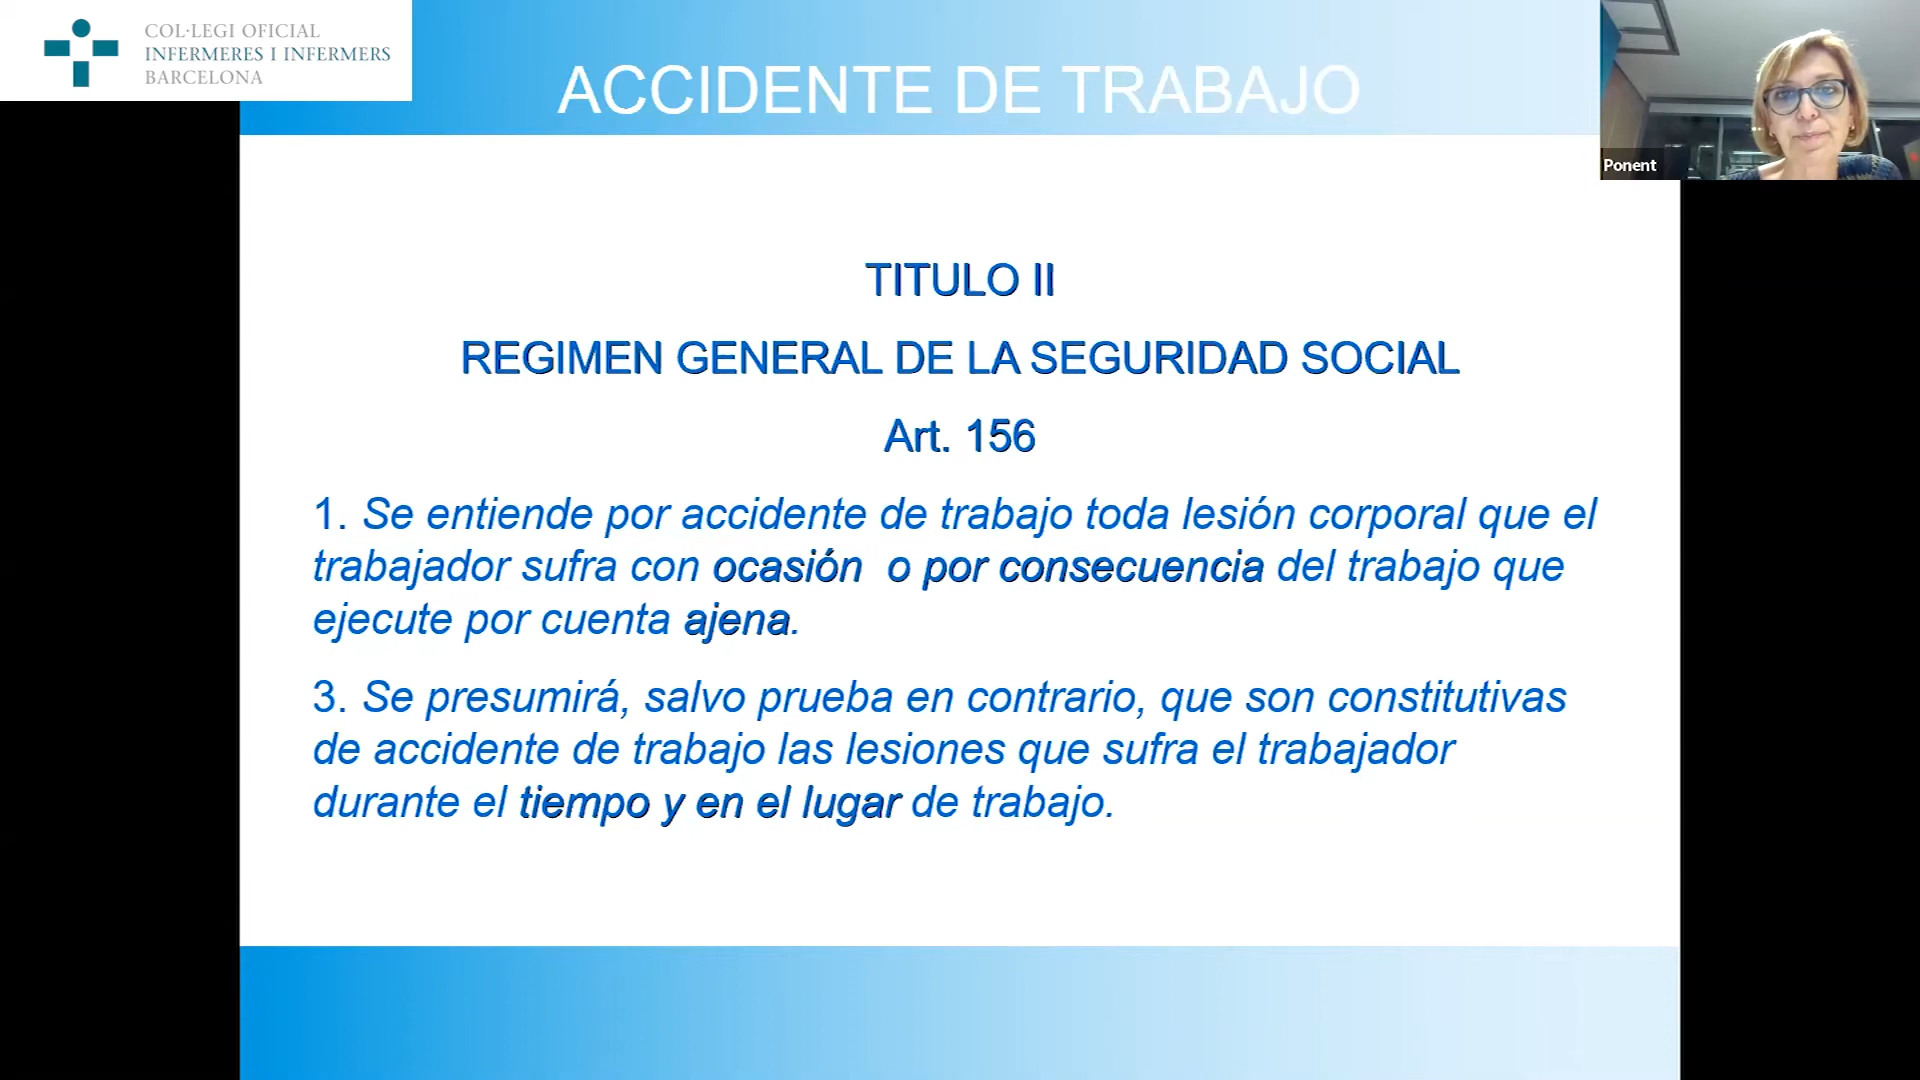 COL·LEGI OFICIAL
INFERMERES I INFERMERS
BARCELONA
ACCIDENTE DE TRABAJO
Ponent
TITULO II
REGIMEN GENERAL DE LA SEGURIDAD SOCIAL
Art. 156
1. Se entiende por accidente de trabajo toda lesión corporal que el
trabajador sufra con ocasión o por consecuencia del trabajo que
ejecute por cuenta ajena.
3. Se presumirá, salvo prueba en contrario, que son constitutivas
de accidente de trabajo las lesiones que sufra el trabajador
durante el tiempo y en el lugar de trabajo.